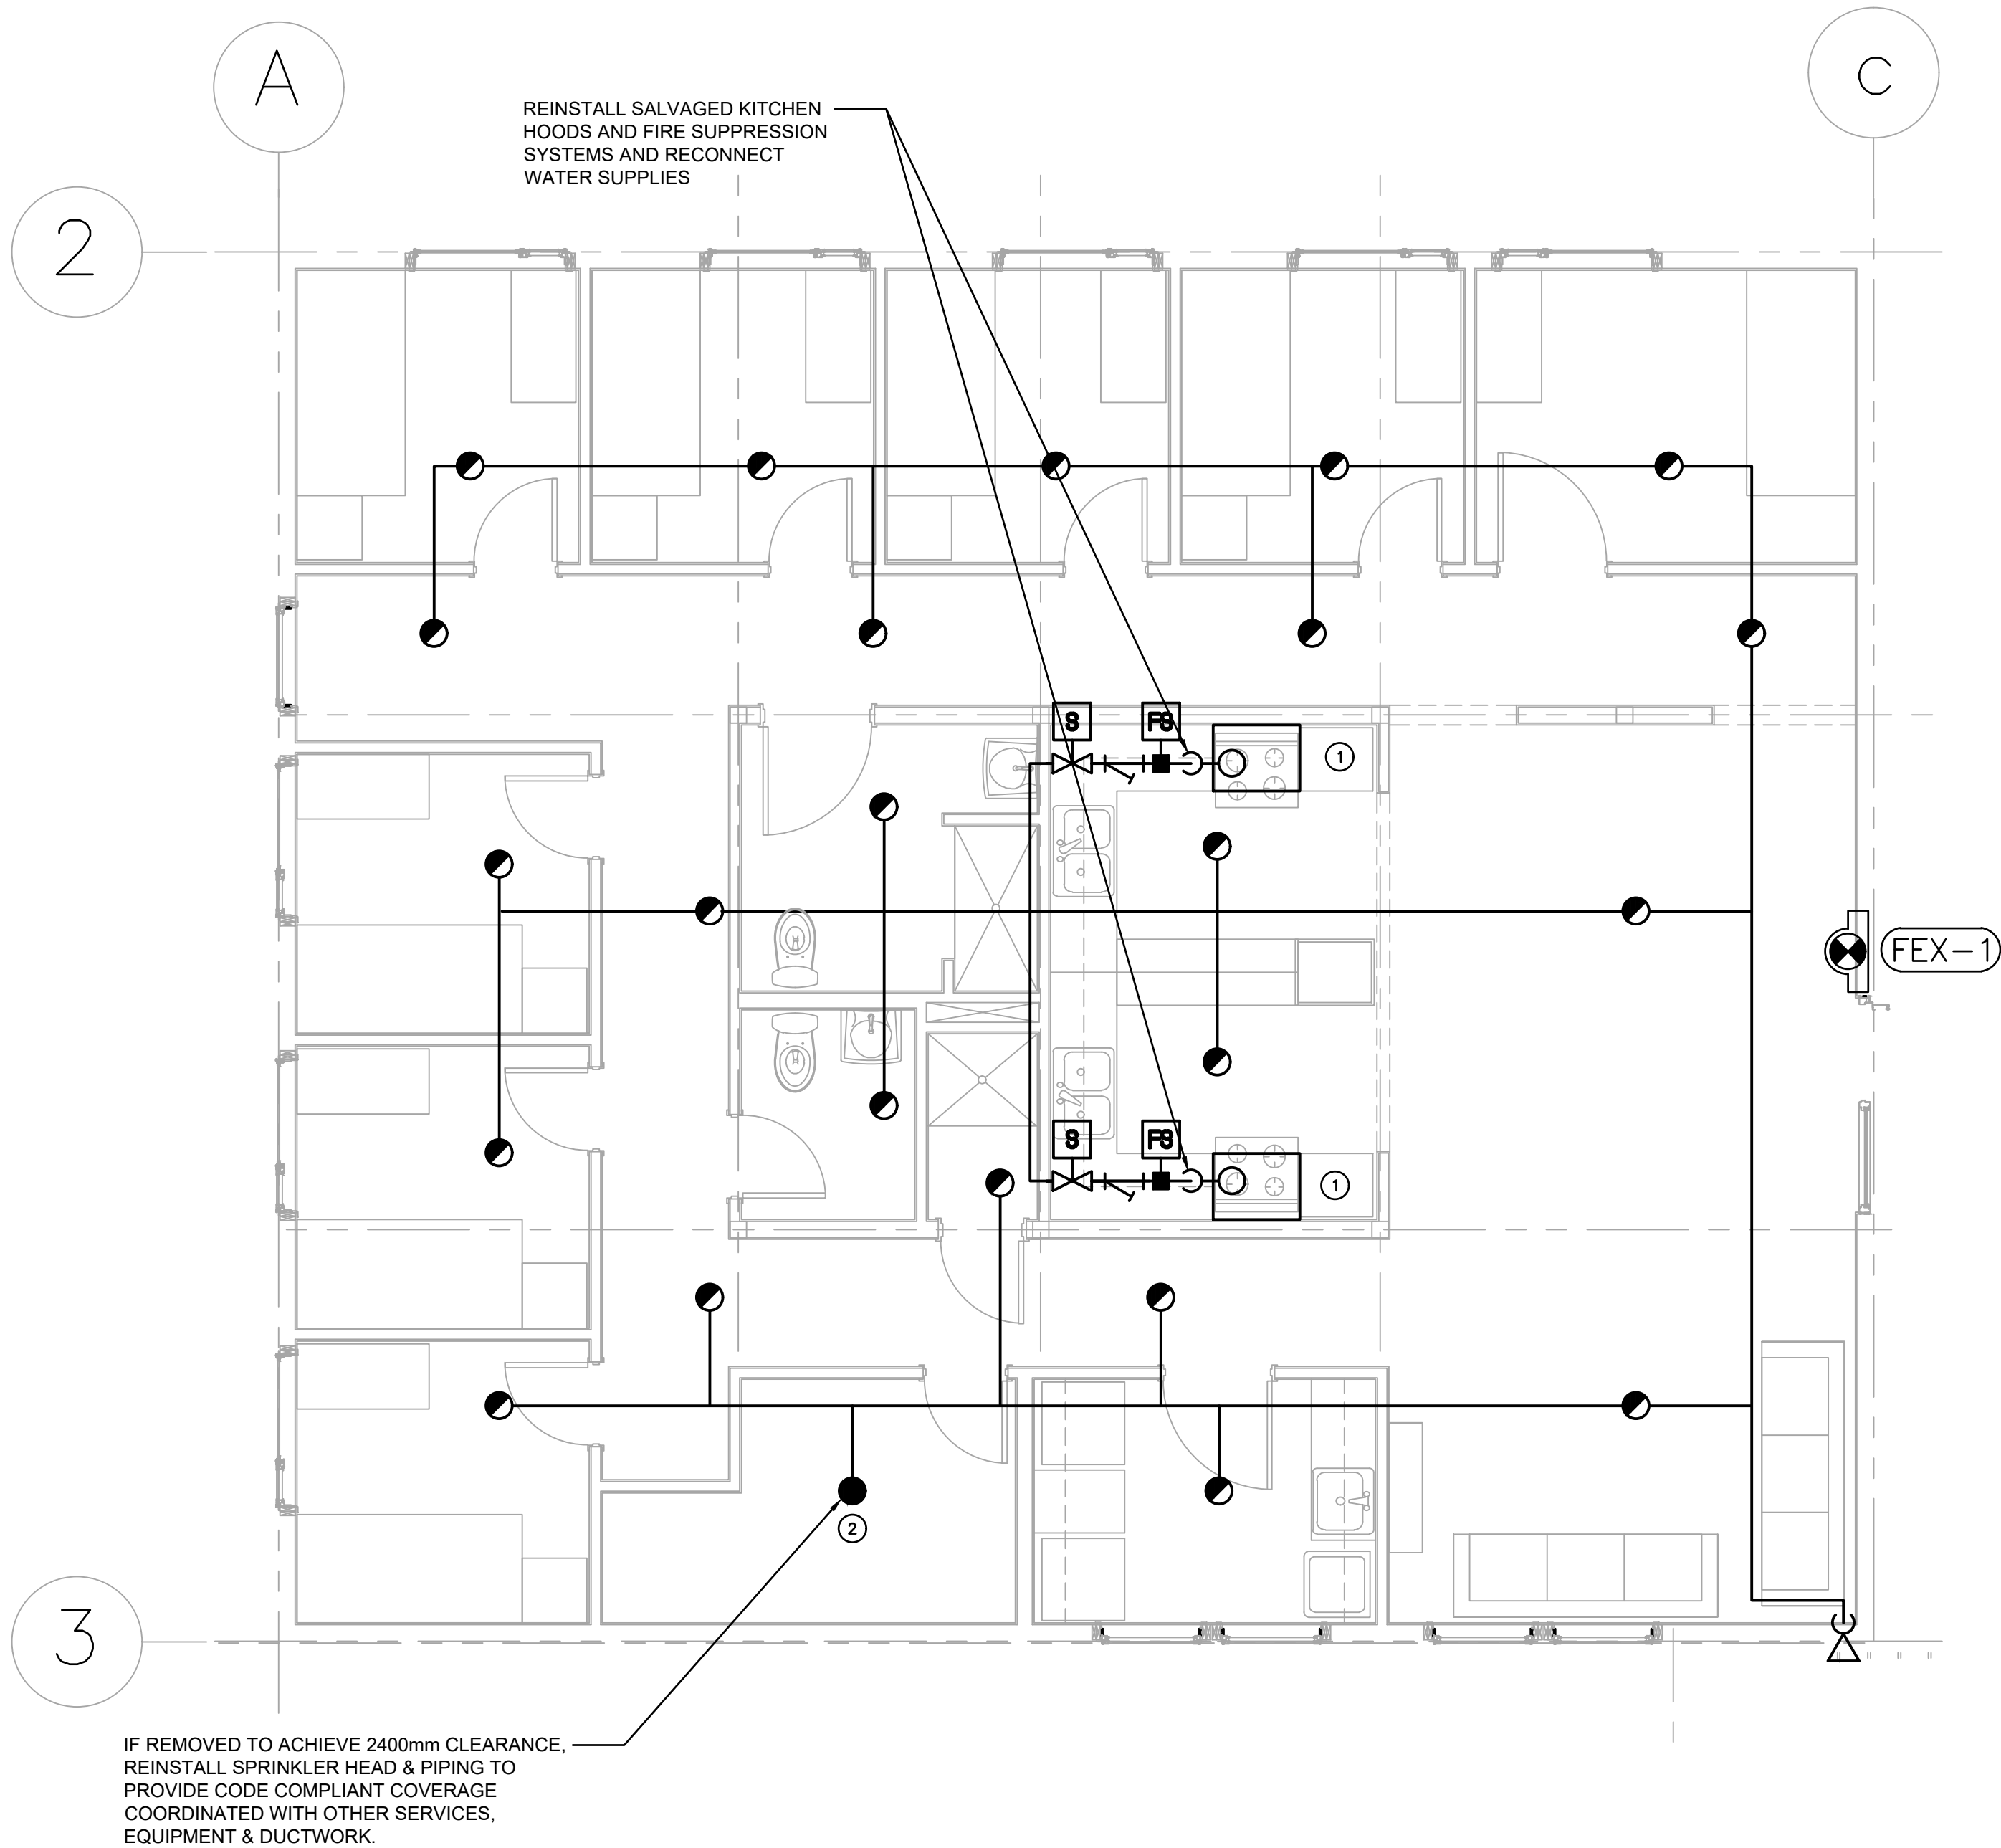 A
C
REINSTALL SALVAGED KITCHEN
HOODS AND FIRE SUPPRESSION
SYSTEMS AND RECONNECT
WATER SUPPLIES
2
S
FS
1
FEX-1
S
FS
1
2
3
IF REMOVED TO ACHIEVE 2400mm CLEARANCE,
REINSTALL SPRINKLER HEAD & PIPING TO
PROVIDE CODE COMPLIANT COVERAGE
COORDINATED WITH OTHER SERVICES,
EQUIPMENT & DUCTWORK.